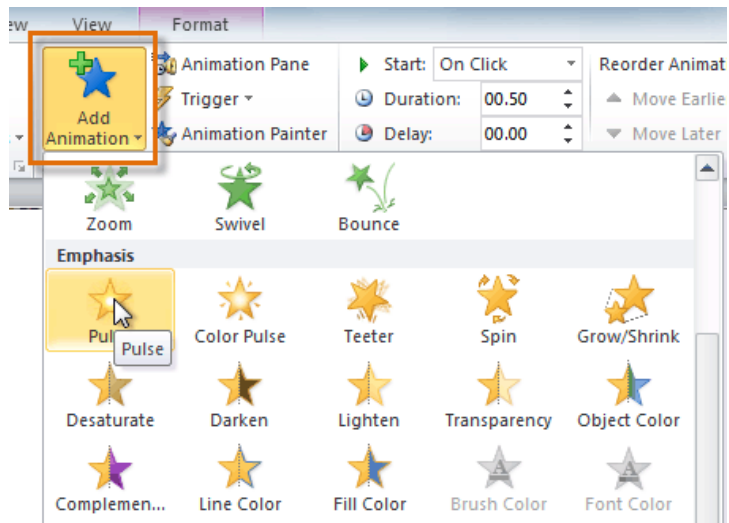 ew View Format
Add Animation
Animation Pane
Trigger
Animation Painter
Start: On Click
Duration: 00.50
Delay: 00.00
Reorder Animat
Move Earlie
Move Later
Zoom Swivel Bounce
Emphasis
Pul Color Pulse Teeter Spin Grow/Shrink
Pulse
Desaturate Darken Lighten Transparency Object Color
Complemen... Line Color Fill Color Brush Color Font Color